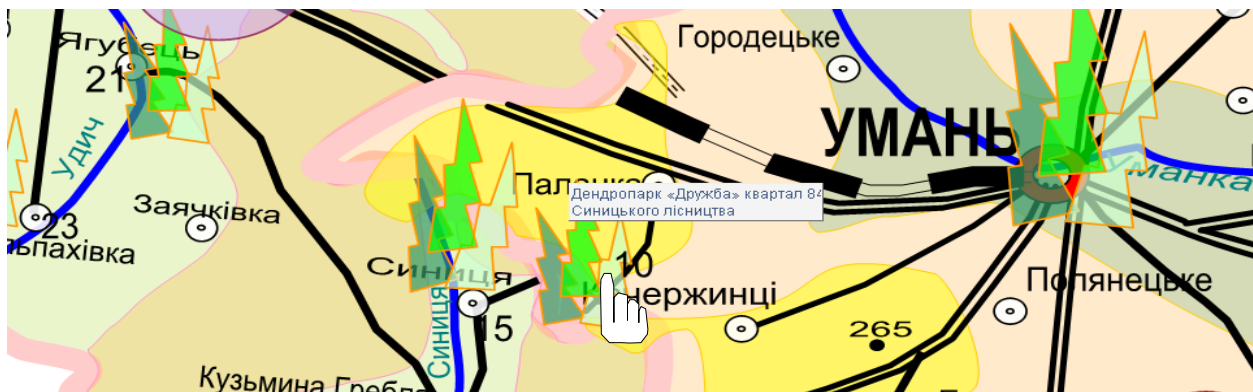 Городецьке
Ягубець
21
УМАНЬ
Удич
Паланка
Дендропарк «Дружба» квартал 84
Синицького лісництва
Уманка
Заячківка
23
Синиця
10
Кочержинці
Полянецьке
15
Синиця
265
Кузьмина Гребля